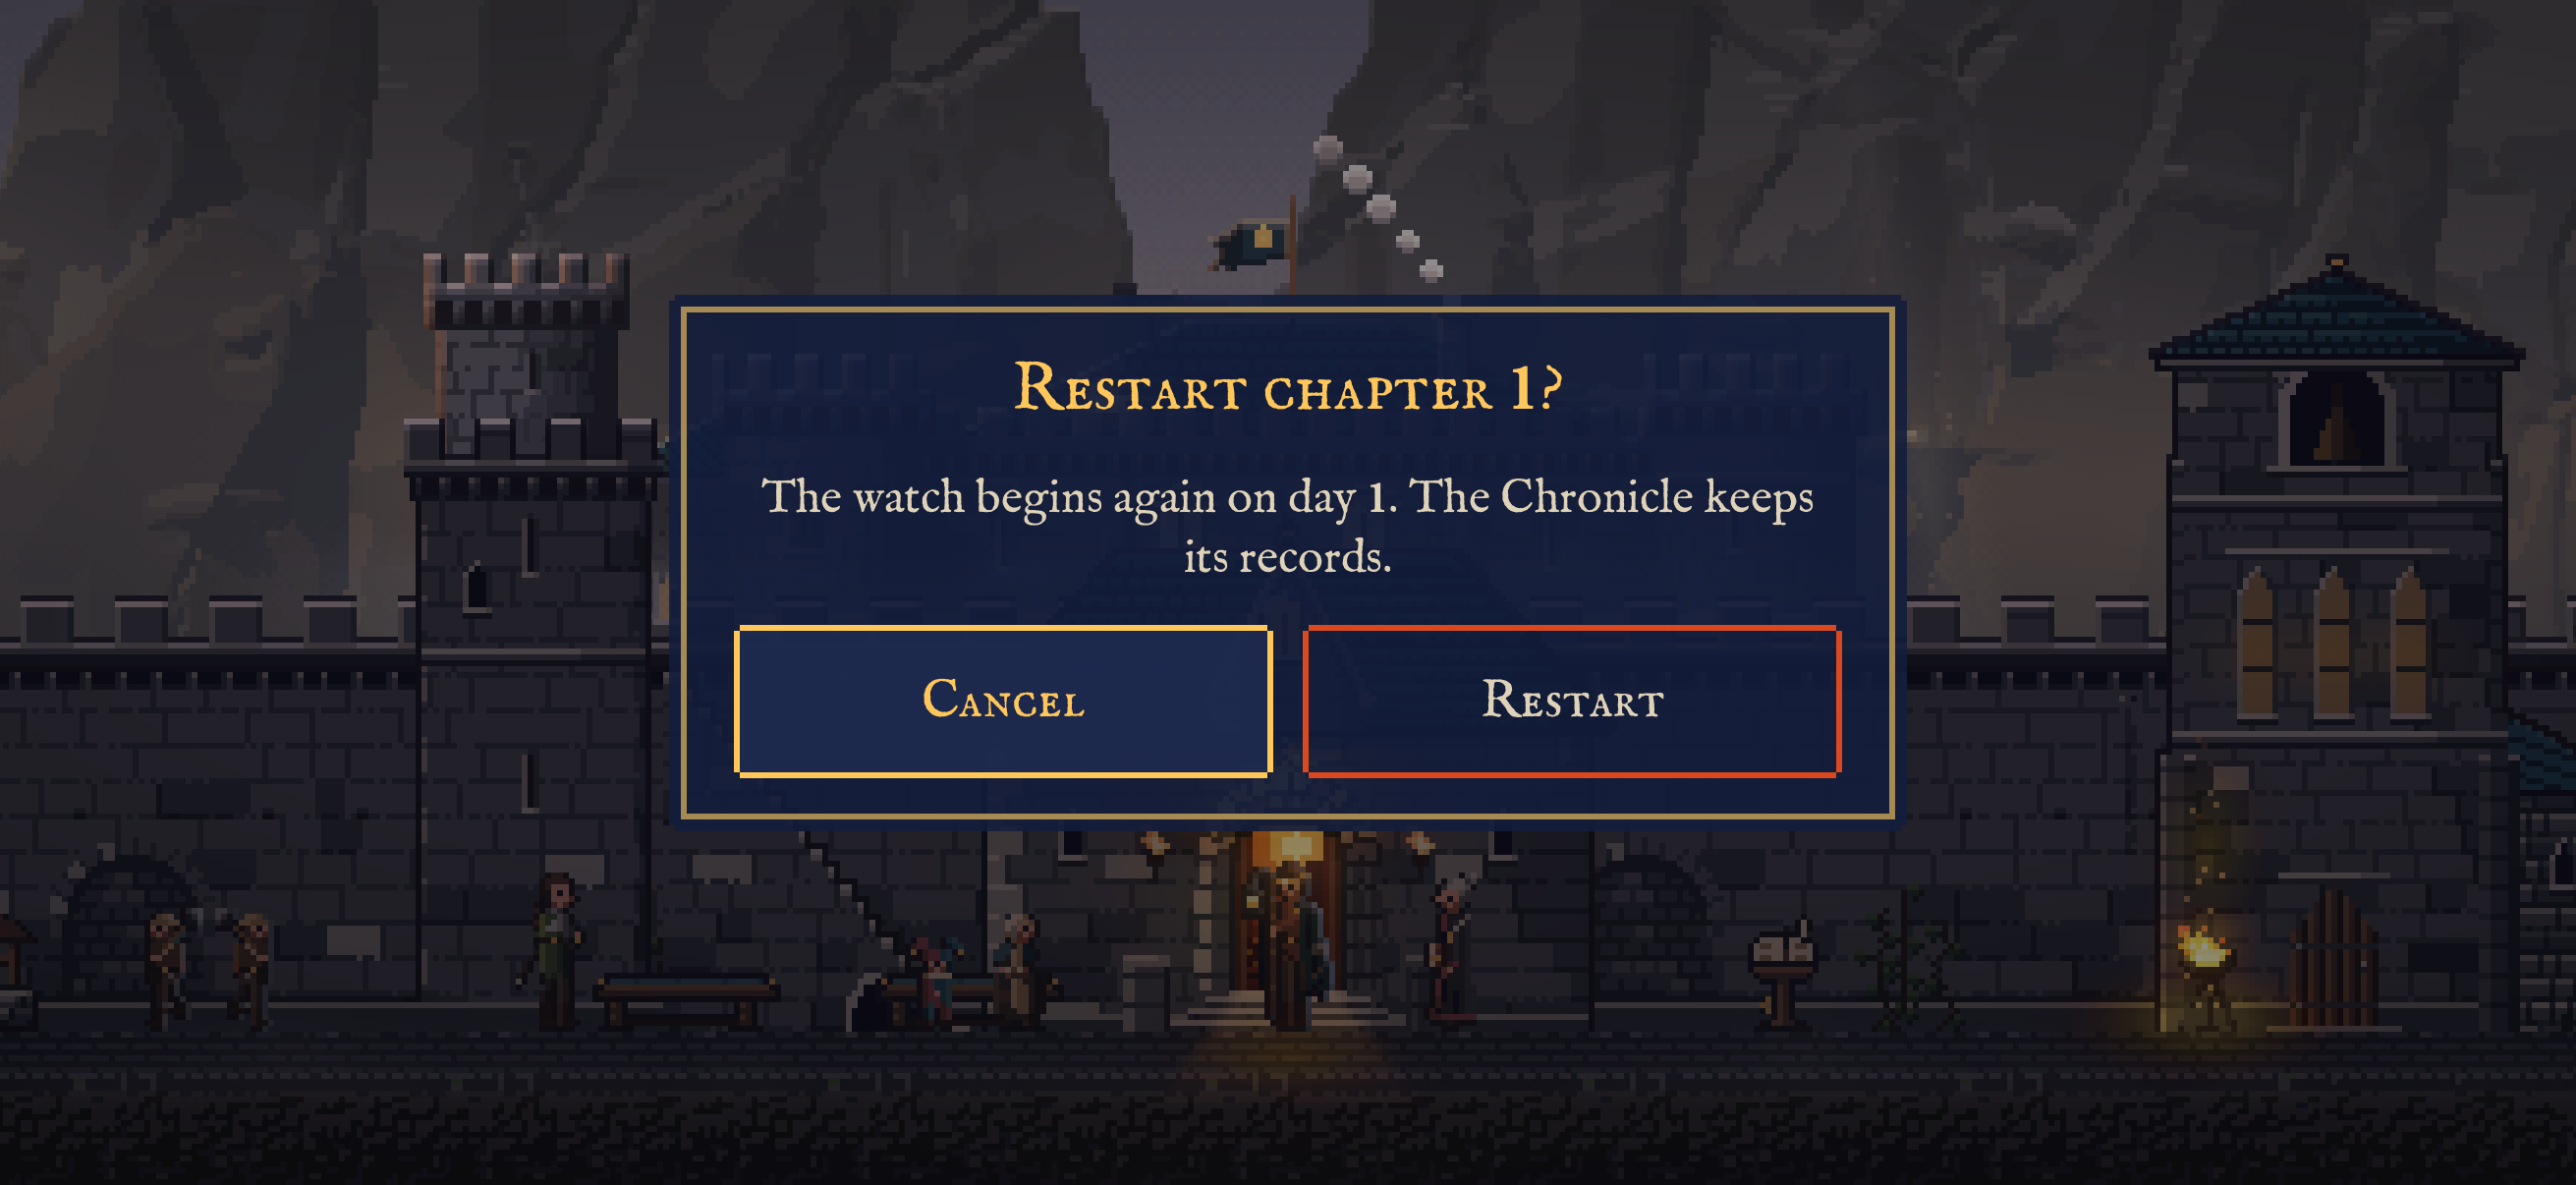 Restart chapter 1?
The watch begins again on day 1. The Chronicle keeps
its records.
Cancel
Restart